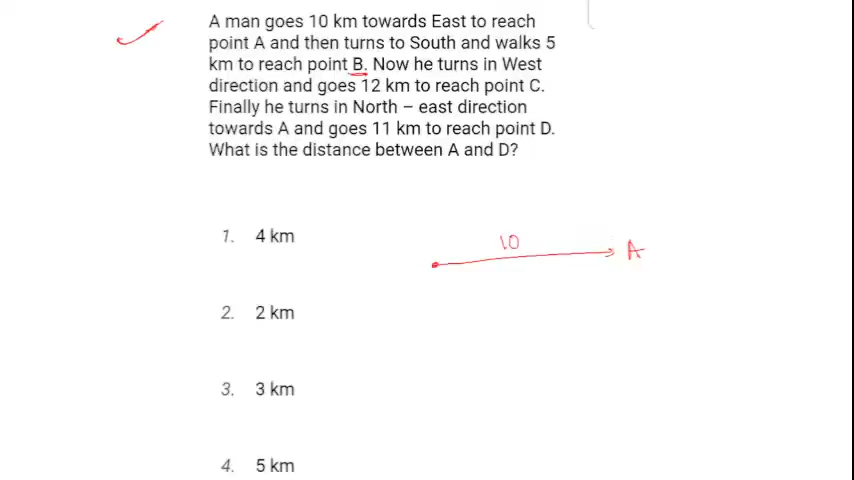 A man goes 10 km towards East to reach
point A and then turns to South and walks 5
km to reach point B. Now he turns in West
direction and goes 12 km to reach point C.
Finally he turns in North – east direction
towards A and goes 11 km to reach point D.
What is the distance between A and D?
1. 4 km
10
A
2. 2 km
3. 3 km
4. 5 km